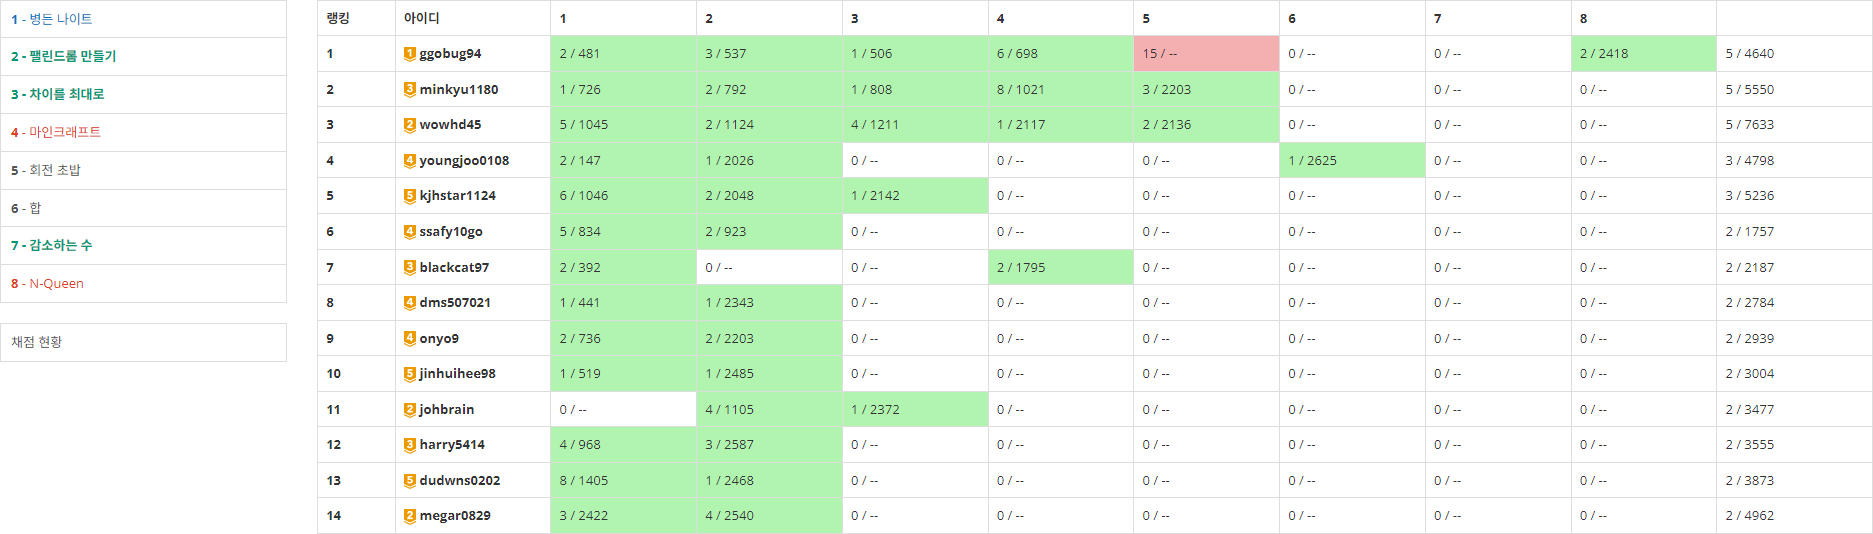 1 - 병든 나이트
2 - 팰린드롬 만들기
3 - 차이를 최대로
4 - 마인크래프트
5 - 회전 초밥
6 - 합
7 - 감소하는 수
8 - N-Queen
채점 현황
랭킹 아이디 1 2 3 4 5 6 7 8
1 1 ggobug94 2 / 481 3 / 537 1 / 506 6 / 698 15 / -- 0 / -- 0 / -- 2 / 2418 5 / 4640
2 3 minkyu1180 1 / 726 2 / 792 1 / 808 8 / 1021 3 / 2203 0 / -- 0 / -- 0 / -- 5 / 5550
3 2 wowhd45 5 / 1045 2 / 1124 4 / 1211 1 / 2117 2 / 2136 0 / -- 0 / -- 0 / -- 5 / 7633
4 4 youngjoo0108 2 / 147 1 / 2026 0 / -- 0 / -- 0 / -- 1 / 2625 0 / -- 0 / -- 3 / 4798
5 5 kjhstar1124 6 / 1046 2 / 2048 1 / 2142 0 / -- 0 / -- 0 / -- 0 / -- 0 / -- 3 / 5236
6 4 ssafy10go 5 / 834 2 / 923 0 / -- 0 / -- 0 / -- 0 / -- 0 / -- 0 / -- 2 / 1757
7 3 blackcat97 2 / 392 0 / -- 0 / -- 2 / 1795 0 / -- 0 / -- 0 / -- 0 / -- 2 / 2187
8 4 dms507021 1 / 441 1 / 2343 0 / -- 0 / -- 0 / -- 0 / -- 0 / -- 0 / -- 2 / 2784
9 4 onyo9 2 / 736 2 / 2203 0 / -- 0 / -- 0 / -- 0 / -- 0 / -- 0 / -- 2 / 2939
10 5 jinhuihee98 1 / 519 1 / 2485 0 / -- 0 / -- 0 / -- 0 / -- 0 / -- 0 / -- 2 / 3004
11 2 johbrain 0 / -- 4 / 1105 1 / 2372 0 / -- 0 / -- 0 / -- 0 / -- 0 / -- 2 / 3477
12 3 harry5414 4 / 968 3 / 2587 0 / -- 0 / -- 0 / -- 0 / -- 0 / -- 0 / -- 2 / 3555
13 5 dudwns0202 8 / 1405 1 / 2468 0 / -- 0 / -- 0 / -- 0 / -- 0 / -- 0 / -- 2 / 3873
14 2 megar0829 3 / 2422 4 / 2540 0 / -- 0 / -- 0 / -- 0 / -- 0 / -- 0 / -- 2 / 4962